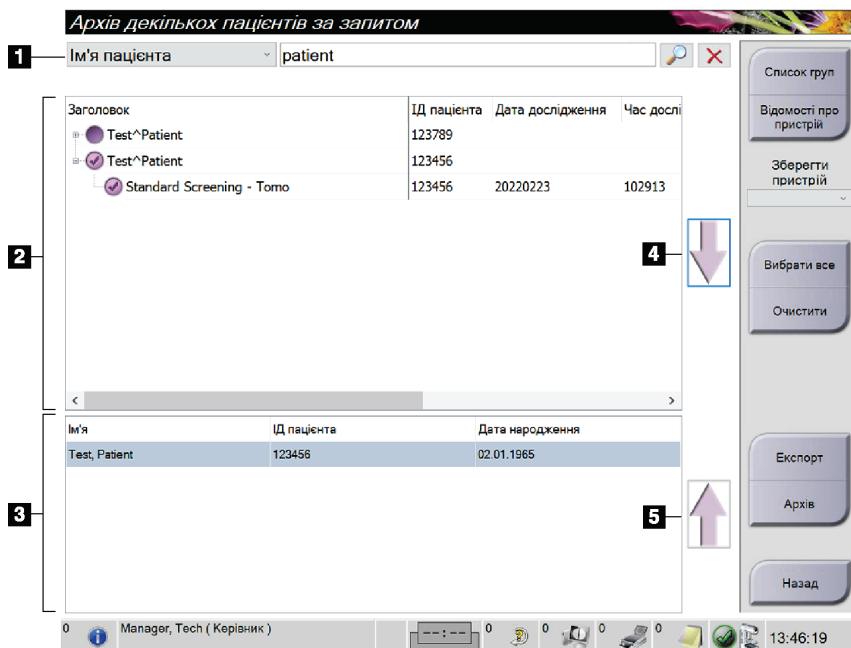 Архів декількох пацієнтів за запитом
1
Ім'я пацієнта
patient
Список груп
Відомості про
пристрій
Зберегти
пристрій
2
Заголовок ІД пацієнта Дата дослідження Час дослі
Test^Patient 123789
Test^Patient 123456
Standard Screening - Tomo 123456 20220223 102913
4
Вибрати все
Очистити
3
Ім'я ІД пацієнта Дата народження
Test, Patient 123456 02.01.1965
5
Експорт
Архів
Назад
0 Manager, Tech ( Керівник ) --:-- 0 0 0 0 13:46:19